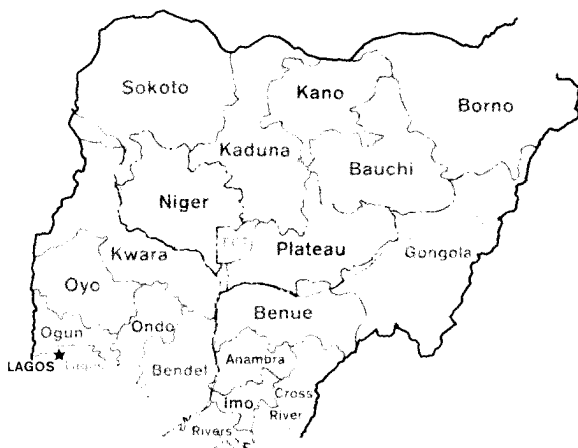 Sokoto
Kano
Borno
Kaduna
Bauchi
Niger
Plateau
Gongola
Kwara
Oyo
Benue
Ogun
Ondo
Anambra
LAGOS
Lagos
Bendel
Imo
Cross
River
Rivers